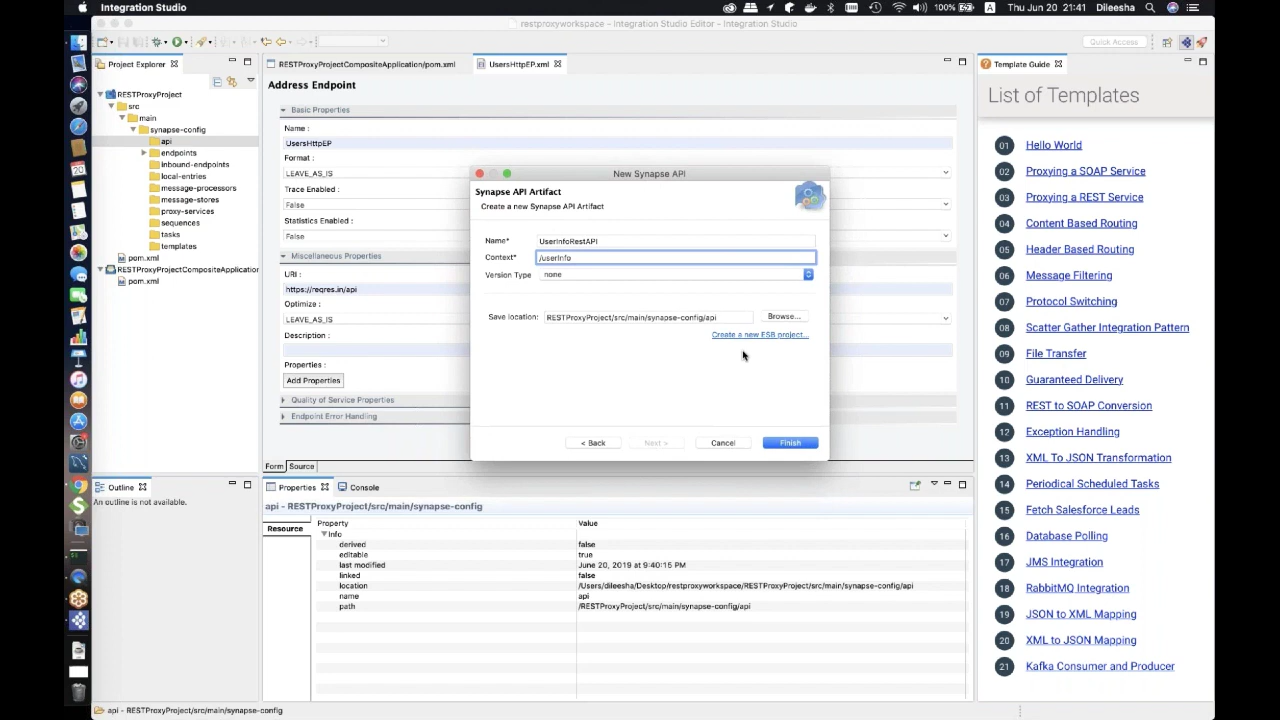 Integration Studio
100%
A
Thu Jun 20 21:41
Dileesha
restproxyworkspace - Integration Studio Editor - Integration Studio
Quick Access
Project Explorer
RESTProxyProject
src
main
synapse-config
api
endpoints
inbound-endpoints
local-entries
message-processors
message-stores
proxy-services
sequences
tasks
templates
pom.xml
RESTProxyProjectCompositeApplication
pom.xml
RESTProxyProjectCompositeApplication/pom.xml
UsersHttpEP.xml
Address Endpoint
Basic Properties
Name :
UsersHttpEP
Format :
LEAVE_AS_IS
Trace Enabled :
False
Statistics Enabled :
False
Miscellaneous Properties
URI :
https://reqres.in/api
Optimize :
LEAVE_AS_IS
Description :
Properties :
Add Properties
Quality of Service Properties
Endpoint Error Handling
Form
Source
New Synapse API
Synapse API Artifact
Create a new Synapse API Artifact
Name*
UserInfoRestAPI
Context*
/userInfo
Version Type
none
Save location:
RESTProxyProject/src/main/synapse-config/api
Browse...
Create a new ESB project...
< Back
Next >
Cancel
Finish
Template Guide
List of Templates
01 Hello World
02 Proxying a SOAP Service
03 Proxying a REST Service
04 Content Based Routing
05 Header Based Routing
06 Message Filtering
07 Protocol Switching
08 Scatter Gather Integration Pattern
09 File Transfer
10 Guaranteed Delivery
11 REST to SOAP Conversion
12 Exception Handling
13 XML To JSON Transformation
14 Periodical Scheduled Tasks
15 Fetch Salesforce Leads
16 Database Polling
17 JMS Integration
18 RabbitMQ Integration
19 JSON to XML Mapping
20 XML to JSON Mapping
21 Kafka Consumer and Producer
Outline
An outline is not available.
Properties
Console
api - RESTProxyProject/src/main/synapse-config
Resource
Property Value
Info
derived false
editable true
last modified June 20, 2019 at 9:40:15 PM
linked false
location /Users/dileesha/Desktop/restproxyworkspace/RESTProxyProject/src/main/synapse-config/api
name api
path /RESTProxyProject/src/main/synapse-config/api
api - RESTProxyProject/src/main/synapse-config